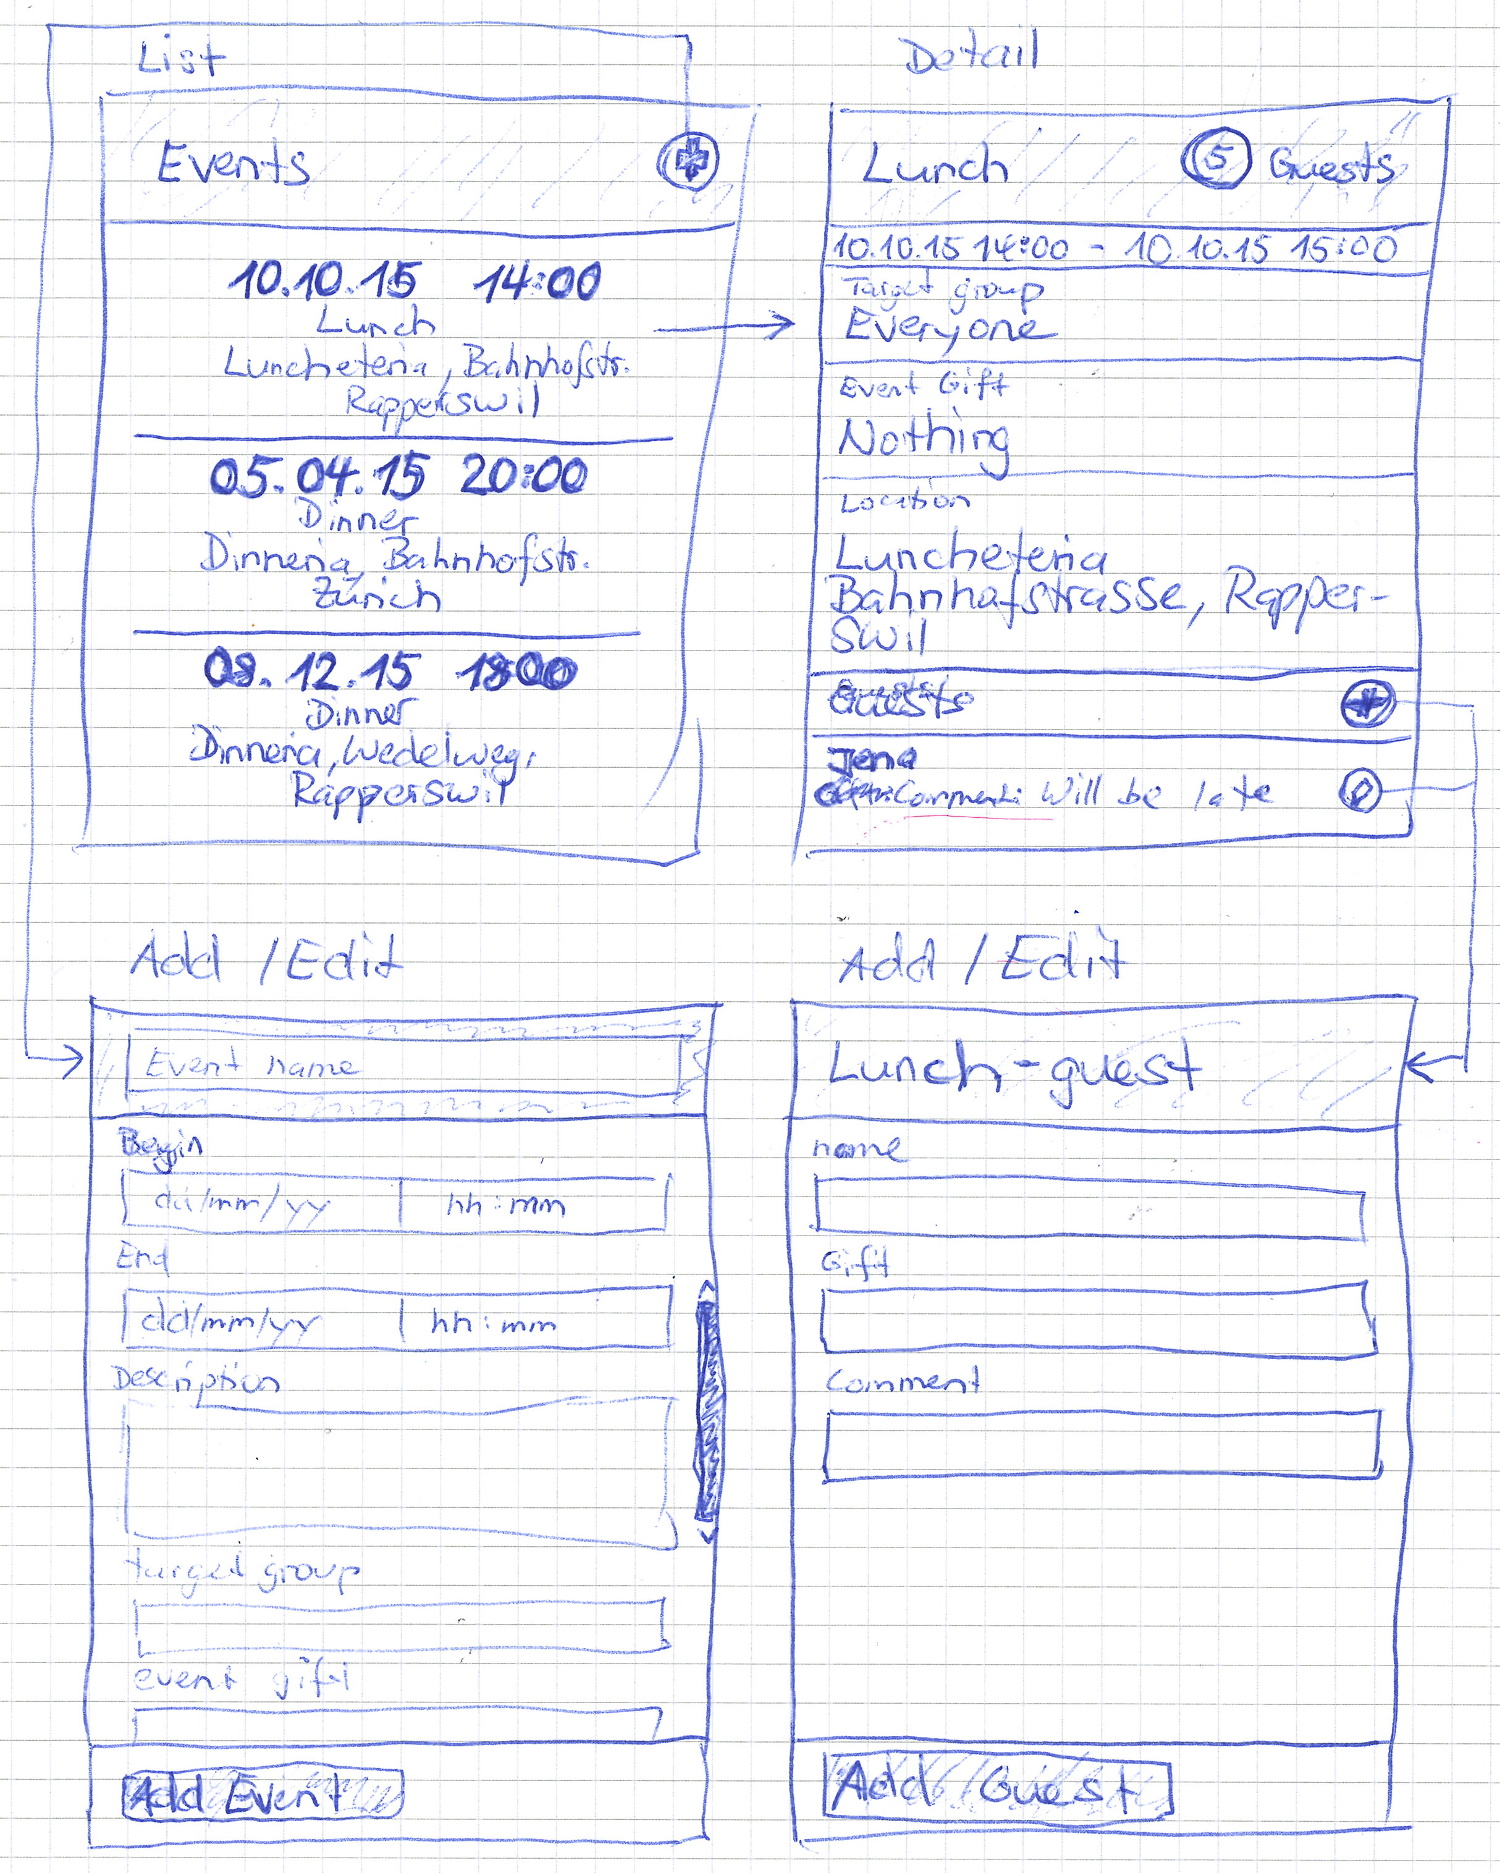 List
Events
10.10.15 14:00
Lunch
Luncheteria, Bahnhofstr.
Rapperswil
05.04.15 20:00
Dinner
Dinneria, Bahnhofstr.
Zürich
12.15
Dinner
Dinneria, Wedelweg,
Rapperswil
Detail
Lunch 5 Guests
10.10.15 14:00 - 10.10.15 15:00
Target group
Everyone
Event Gift
Nothing
Location
Luncheteria
Bahnhofstrasse, Rapper-
swil
Guests
Jena
Comment: Will be late
Add / Edit
Event name
Begin
dd/mm/yy hh:mm
End
dd/mm/yy hh:mm
Description
target group
event gift
Add Event
Add / Edit
Lunch-guest
name
Gift
Comment
Add Guest